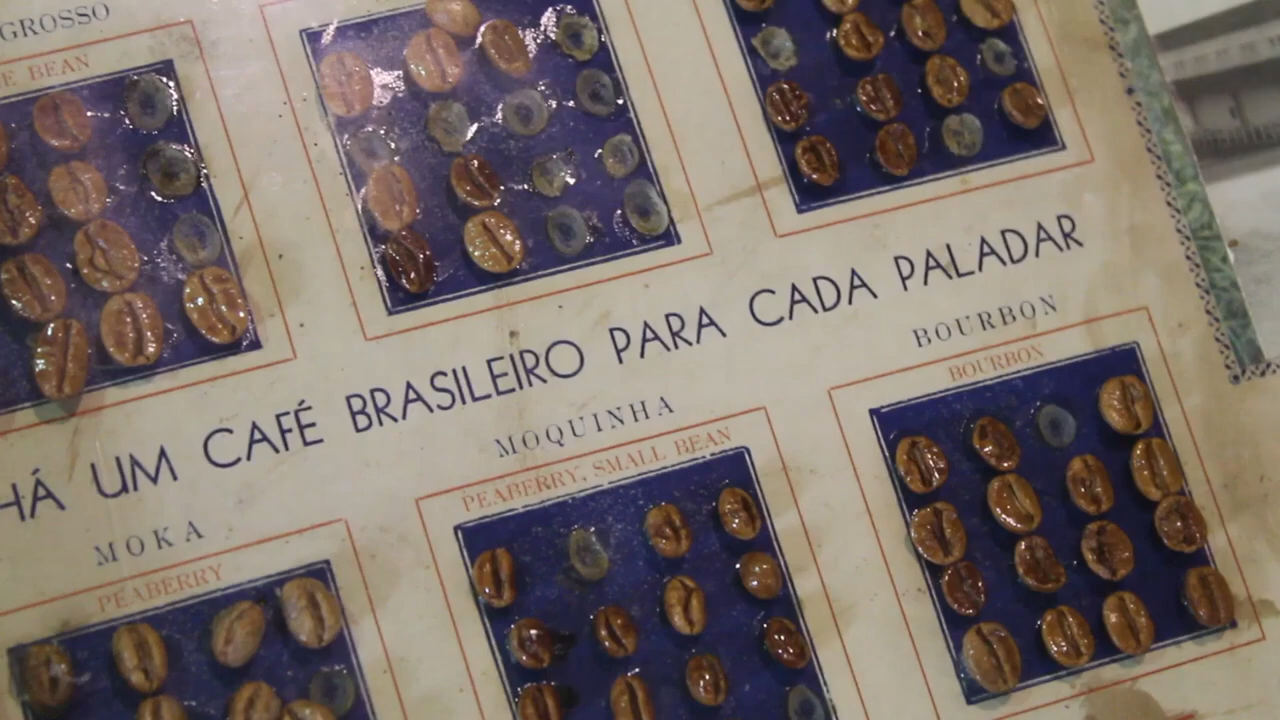 GROSSO
E BEAN
HÁ UM CAFÉ BRASILEIRO PARA CADA PALADAR
MOKA
PEABERRY
MOQUINHA
PEABERRY, SMALL BEAN
BOURBON
BOURBON